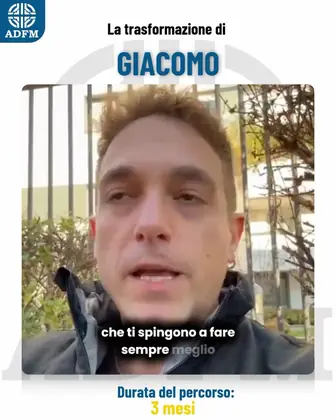 ADFM
La trasformazione di
GIACOMO
che ti spingono a fare
sempre meglio
Durata del percorso:
3 mesi